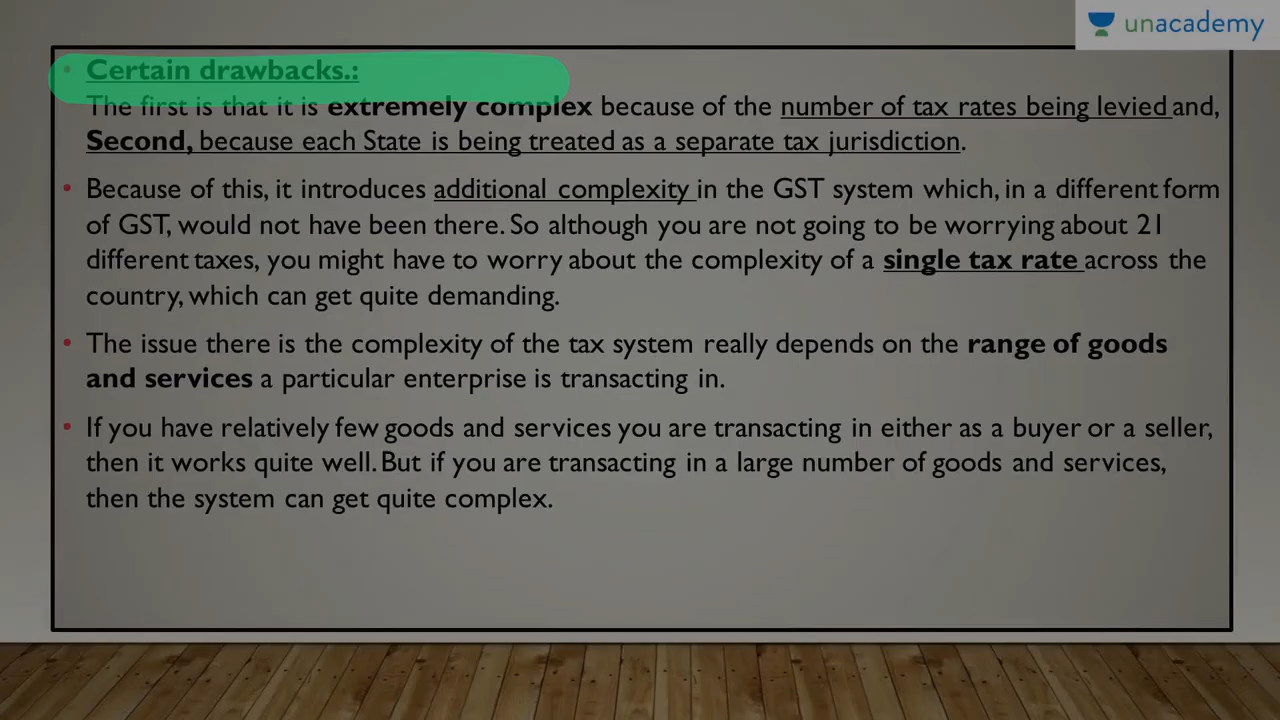 unacademy
• Certain drawbacks.:
The first is that it is extremely complex because of the number of tax rates being levied and,
Second, because each State is being treated as a separate tax jurisdiction.
• Because of this, it introduces additional complexity in the GST system which, in a different form
of GST, would not have been there. So although you are not going to be worrying about 21
different taxes, you might have to worry about the complexity of a single tax rate across the
country, which can get quite demanding.
• The issue there is the complexity of the tax system really depends on the range of goods
and services a particular enterprise is transacting in.
• If you have relatively few goods and services you are transacting in either as a buyer or a seller,
then it works quite well. But if you are transacting in a large number of goods and services,
then the system can get quite complex.